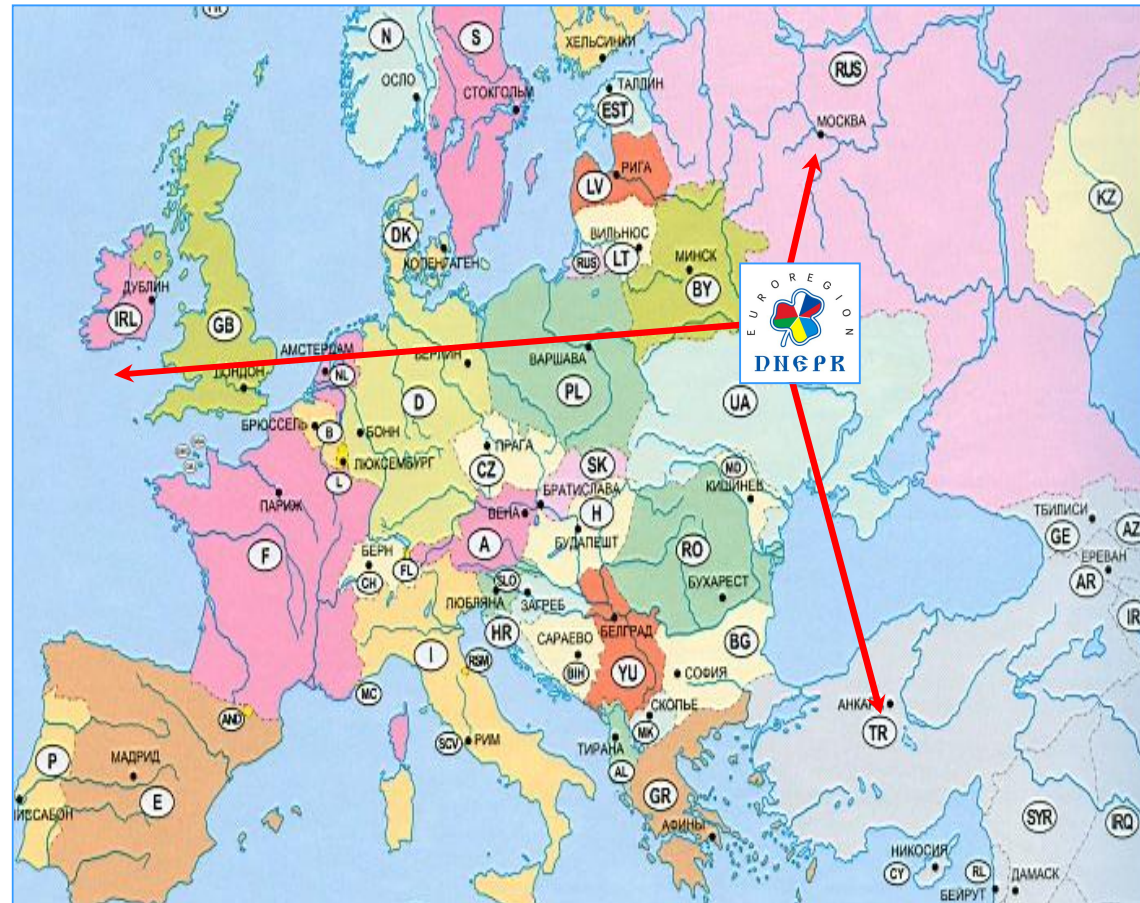 N
S
ХЕЛЬСИНКИ
RUS
ОСЛО
СТОКГОЛЬМ
ТАЛЛИН
EST
МОСКВА
РИГА
LV
KZ
DK
ВИЛЬНЮС
RUS
LT
КОПЕНГАГЕН
МИНСК
BY
ДУБЛИН
IRL
GB
EUROREGION
DNEPR
АМСТЕРДАМ
NL
БЕРЛИН
ВАРШАВА
ЛОНДОН
D
PL
UA
БРЮССЕЛЬ
B
БОНН
ПРАГА
CZ
ЛЮКСЕМБУРГ
L
SK
MD
КИШИНЕВ
БРАТИСЛАВА
ПАРИЖ
ВЕНА
H
ТБИЛИСИ
GE
AZ
F
A
БУДАПЕШТ
RO
БЕРН
CH
FL
ЕРЕВАН
AR
SLO
ЛЮБЛЯНА
ЗАГРЕБ
БУХАРЕСТ
IR
HR
БЕЛГРАД
САРАЕВО
BIH
BG
I
RSM
YU
СОФИЯ
MC
AND
СКОПЬЕ
MK
АНКАРА
TR
P
SCV
РИМ
ТИРАНА
AL
МАДРИД
E
GR
ЛИССАБОН
АФИНЫ
SYR
IRQ
НИКОСИЯ
CY
RL
БЕЙРУТ
ДАМАСК